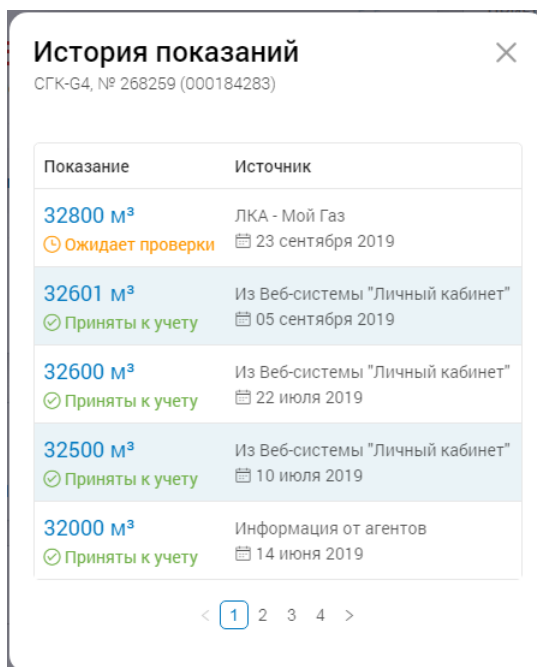 История показаний
СГК-G4, № 268259 (000184283)
Показание Источник
32800 м³ ЛКА - Мой Газ
Ожидает проверки 23 сентября 2019
32601 м³ Из Веб-системы "Личный кабинет"
Приняты к учету 05 сентября 2019
32600 м³ Из Веб-системы "Личный кабинет"
Приняты к учету 22 июля 2019
32500 м³ Из Веб-системы "Личный кабинет"
Приняты к учету 10 июля 2019
32000 м³ Информация от агентов
Приняты к учету 14 июня 2019
< 1 2 3 4 >